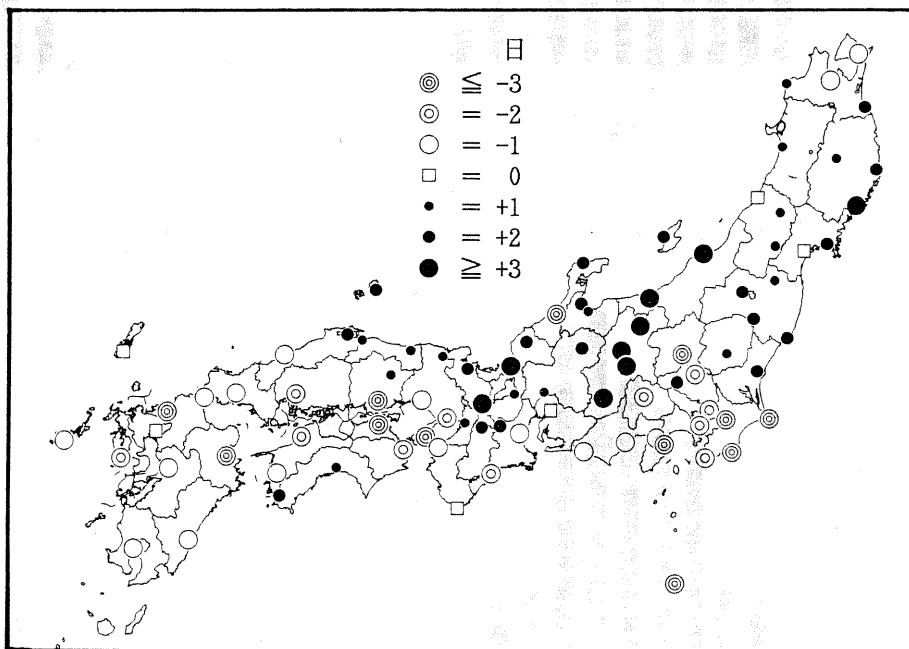 日
◎ ≦ -3
◎ = -2
○ = -1
□ = 0
● = +1
● = +2
● ≧ +3